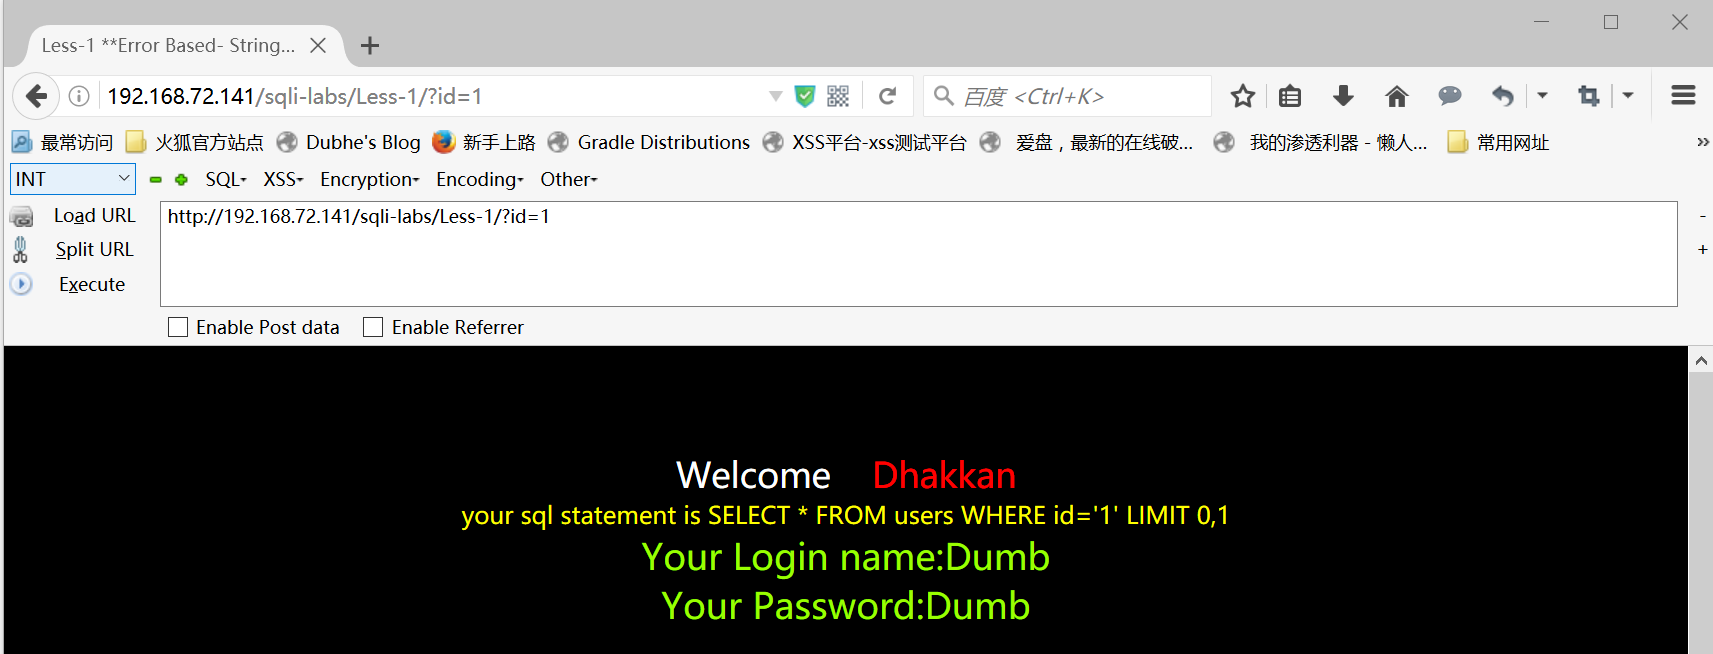 Less-1 **Error Based- String...
192.168.72.141/sqli-labs/Less-1/?id=1
百度 <Ctrl+K>
最常访问 火狐官方站点 Dubhe's Blog 新手上路 Gradle Distributions XSS平台-xss测试平台 爱盘，最新的在线破... 我的渗透利器 - 懒人... 常用网址 »
INT SQL XSS Encryption Encoding Other
Load URL http://192.168.72.141/sqli-labs/Less-1/?id=1 -
Split URL +
Execute
Enable Post data Enable Referrer
Welcome Dhakkan
your sql statement is SELECT * FROM users WHERE id='1' LIMIT 0,1
Your Login name:Dumb
Your Password:Dumb